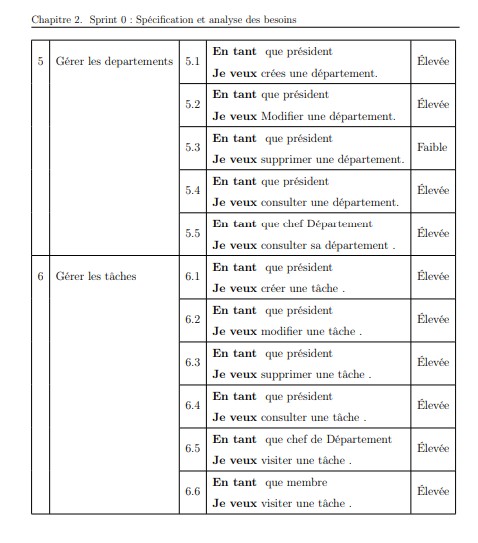 Chapitre 2. Sprint 0 : Spécification et analyse des besoins
5 Gérer les departements 5.1 En tant que président
Je veux crées une département. Élevée
5.2 En tant que président
Je veux Modifier une département. Élevée
5.3 En tant que président
Je veux supprimer une département. Faible
5.4 En tant que président
Je veux consulter une département. Élevée
5.5 En tant que chef Département
Je veux consulter sa département . Élevée
6 Gérer les tâches 6.1 En tant que président
Je veux créer une tâche . Élevée
6.2 En tant que président
Je veux modifier une tâche . Élevée
6.3 En tant que président
Je veux supprimer une tâche . Élevée
6.4 En tant que président
Je veux consulter une tâche . Élevée
6.5 En tant que chef de Département
Je veux visiter une tâche . Élevée
6.6 En tant que membre
Je veux visiter une tâche . Élevée